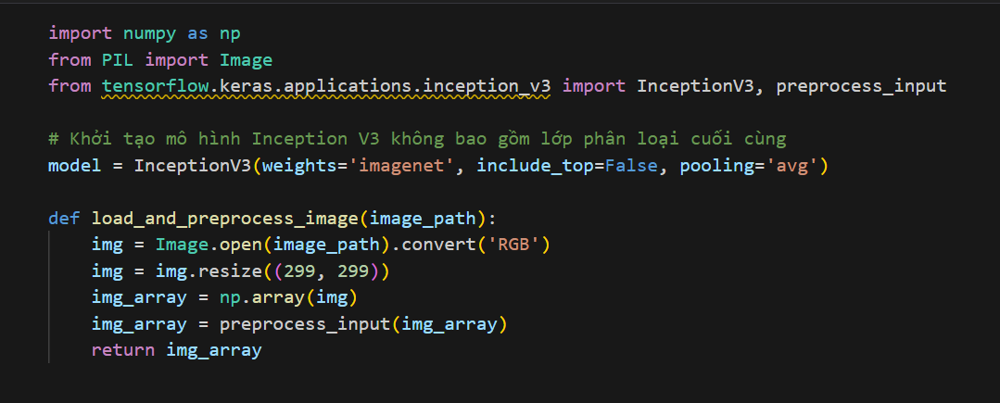 import numpy as np
from PIL import Image
from tensorflow.keras.applications.inception_v3 import InceptionV3, preprocess_input
# Khởi tạo mô hình Inception V3 không bao gồm lớp phân loại cuối cùng
model = InceptionV3(weights='imagenet', include_top=False, pooling='avg')
def load_and_preprocess_image(image_path):
    img = Image.open(image_path).convert('RGB')
    img = img.resize((299, 299))
    img_array = np.array(img)
    img_array = preprocess_input(img_array)
    return img_array